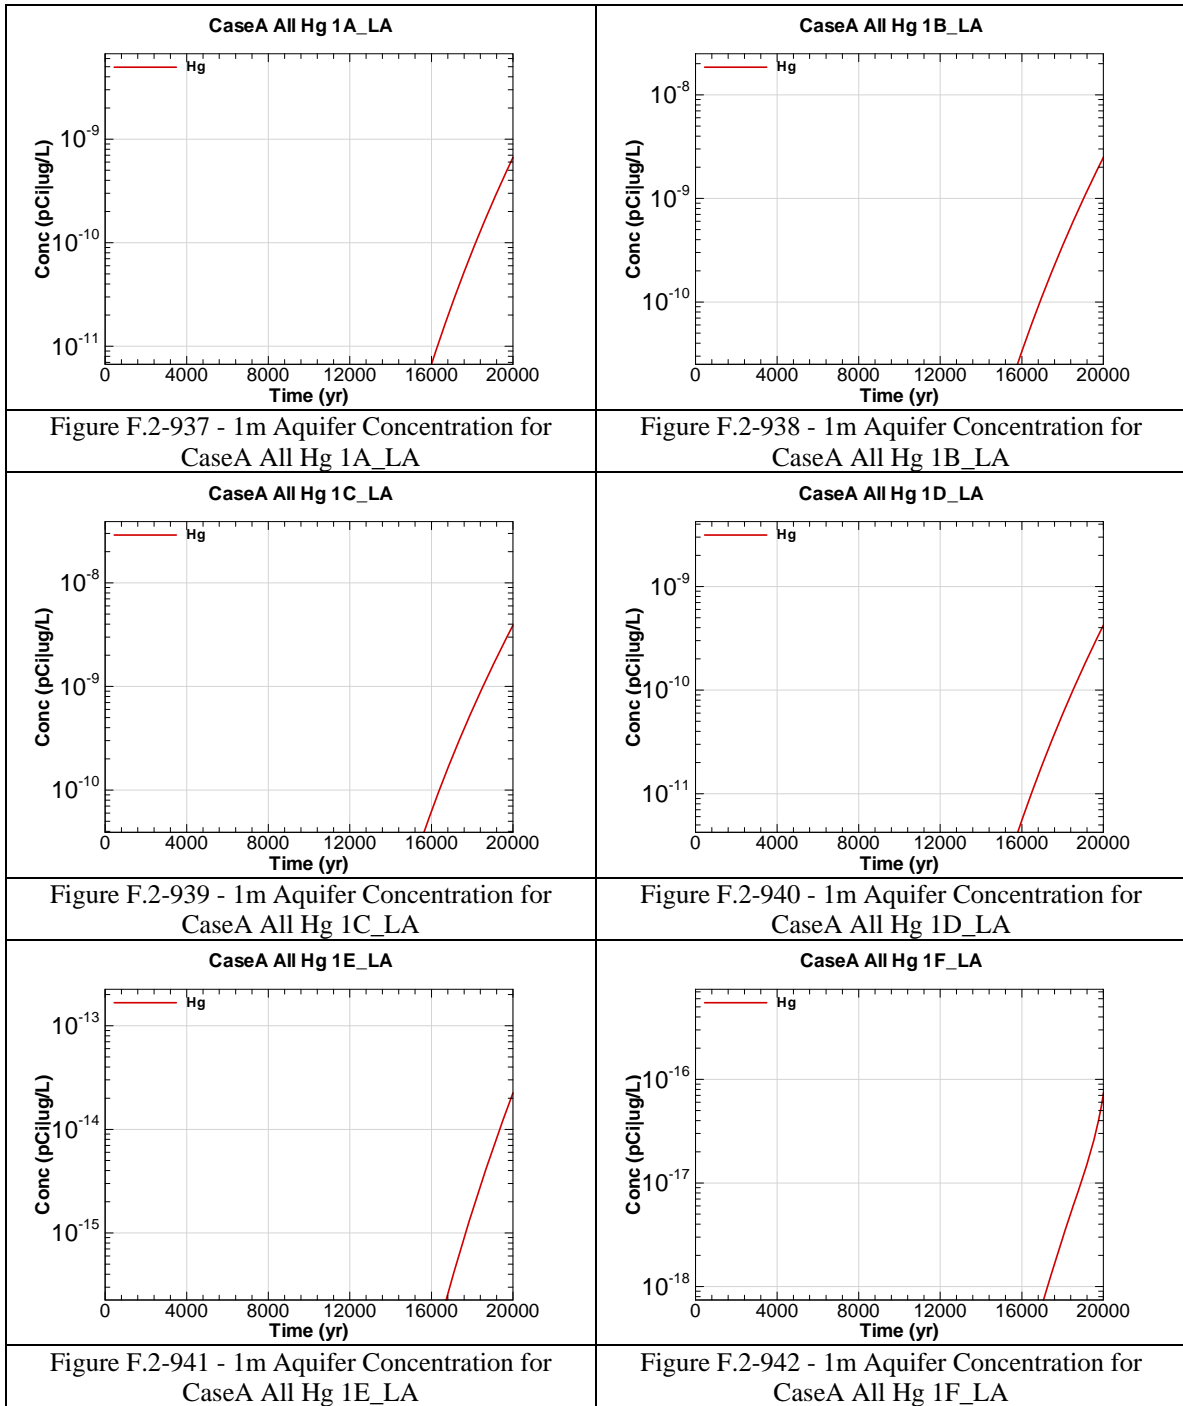 CaseA All Hg 1A_LA
Hg
Conc (pCi|ug/L)
10-9
10-10
10-11
0 4000 8000 12000 16000 20000
Time (yr)
Figure F.2-937 - 1m Aquifer Concentration for
CaseA All Hg 1A_LA
CaseA All Hg 1B_LA
Hg
Conc (pCi|ug/L)
10-8
10-9
10-10
0 4000 8000 12000 16000 20000
Time (yr)
Figure F.2-938 - 1m Aquifer Concentration for
CaseA All Hg 1B_LA
CaseA All Hg 1C_LA
Hg
Conc (pCi|ug/L)
10-8
10-9
10-10
0 4000 8000 12000 16000 20000
Time (yr)
Figure F.2-939 - 1m Aquifer Concentration for
CaseA All Hg 1C_LA
CaseA All Hg 1D_LA
Hg
Conc (pCi|ug/L)
10-9
10-10
10-11
0 4000 8000 12000 16000 20000
Time (yr)
Figure F.2-940 - 1m Aquifer Concentration for
CaseA All Hg 1D_LA
CaseA All Hg 1E_LA
Hg
Conc (pCi|ug/L)
10-13
10-14
10-15
0 4000 8000 12000 16000 20000
Time (yr)
Figure F.2-941 - 1m Aquifer Concentration for
CaseA All Hg 1E_LA
CaseA All Hg 1F_LA
Hg
Conc (pCi|ug/L)
10-16
10-17
10-18
0 4000 8000 12000 16000 20000
Time (yr)
Figure F.2-942 - 1m Aquifer Concentration for
CaseA All Hg 1F_LA